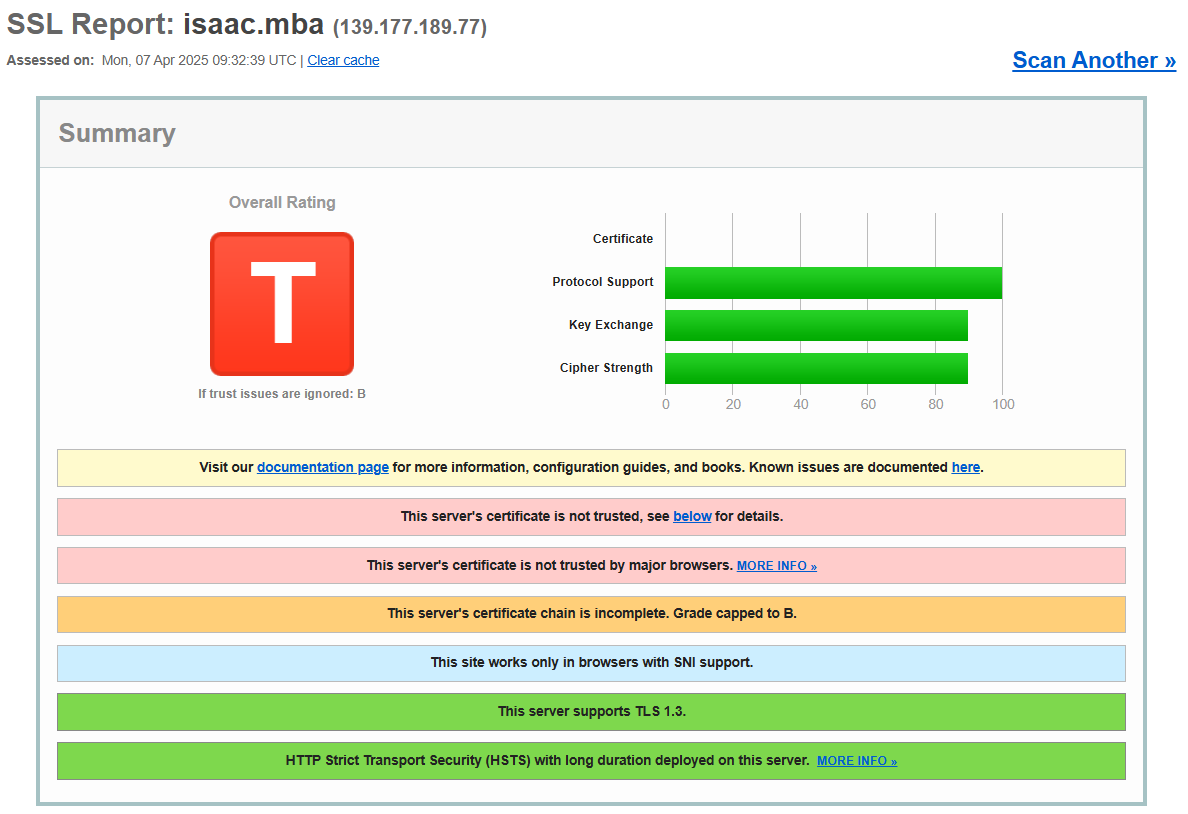 SSL Report: isaac.mba (139.177.189.77)
Assessed on: Mon, 07 Apr 2025 09:32:39 UTC | Clear cache
Scan Another »
Summary
Overall Rating
T
If trust issues are ignored: B
Certificate
Protocol Support
Key Exchange
Cipher Strength
0 20 40 60 80 100
Visit our documentation page for more information, configuration guides, and books. Known issues are documented here.
This server's certificate is not trusted, see below for details.
This server's certificate is not trusted by major browsers. MORE INFO »
This server's certificate chain is incomplete. Grade capped to B.
This site works only in browsers with SNI support.
This server supports TLS 1.3.
HTTP Strict Transport Security (HSTS) with long duration deployed on this server. MORE INFO »